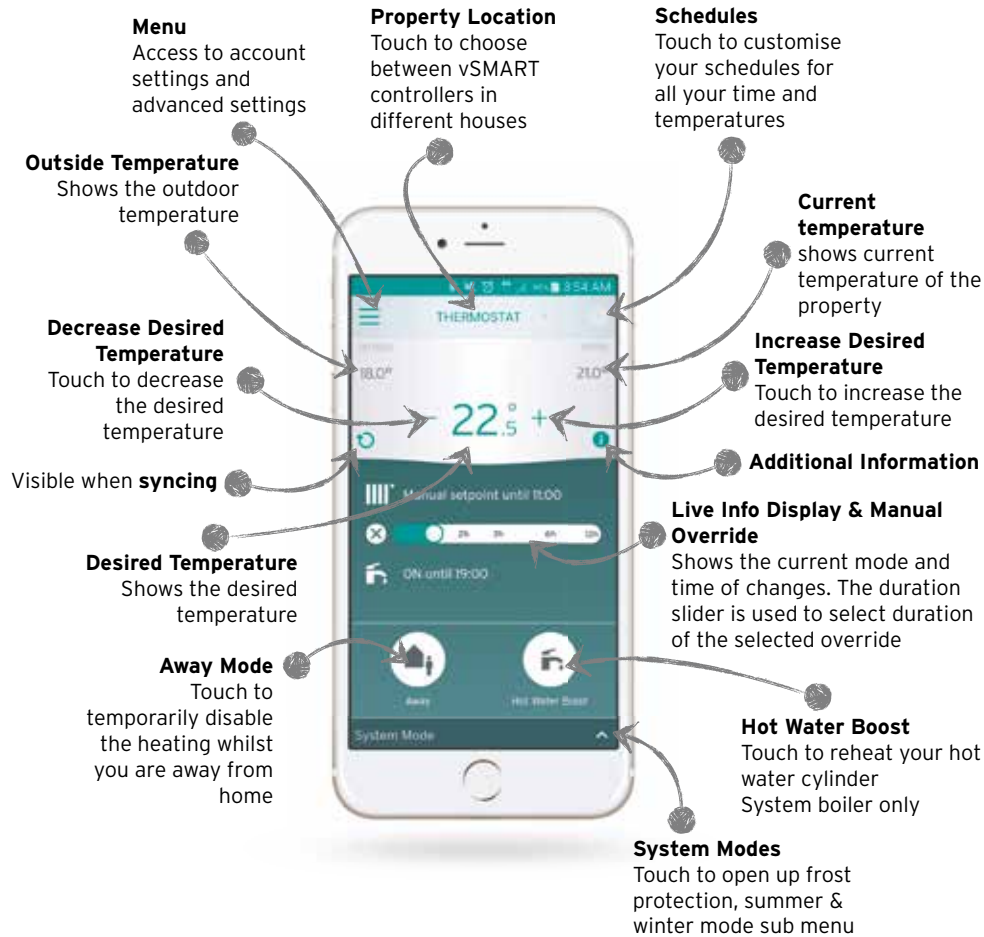 Menu
Access to account
settings and
advanced settings
Property Location
Touch to choose
between vSMART
controllers in
different houses
Schedules
Touch to customise
your schedules for
all your time and
temperatures
Outside Temperature
Shows the outdoor
temperature
Current
temperature
shows current
temperature of the
property
Decrease Desired
Temperature
Touch to decrease
the desired
temperature
Increase Desired
Temperature
Touch to increase the
desired temperature
Visible when syncing
Additional Information
Desired Temperature
Shows the desired
temperature
Live Info Display & Manual
Override
Shows the current mode and
time of changes. The duration
slider is used to select duration
of the selected override
Away Mode
Touch to
temporarily disable
the heating whilst
you are away from
home
Hot Water Boost
Touch to reheat your hot
water cylinder
System boiler only
System Modes
Touch to open up frost
protection, summer &
winter mode sub menu
8:54 AM
THERMOSTAT
18.0°
21.0°
- 22.5° +
Manual setpoint until 11:00
2h 3h 6h 12h
ON until 19:00
Away
Hot Water Boost
System Mode